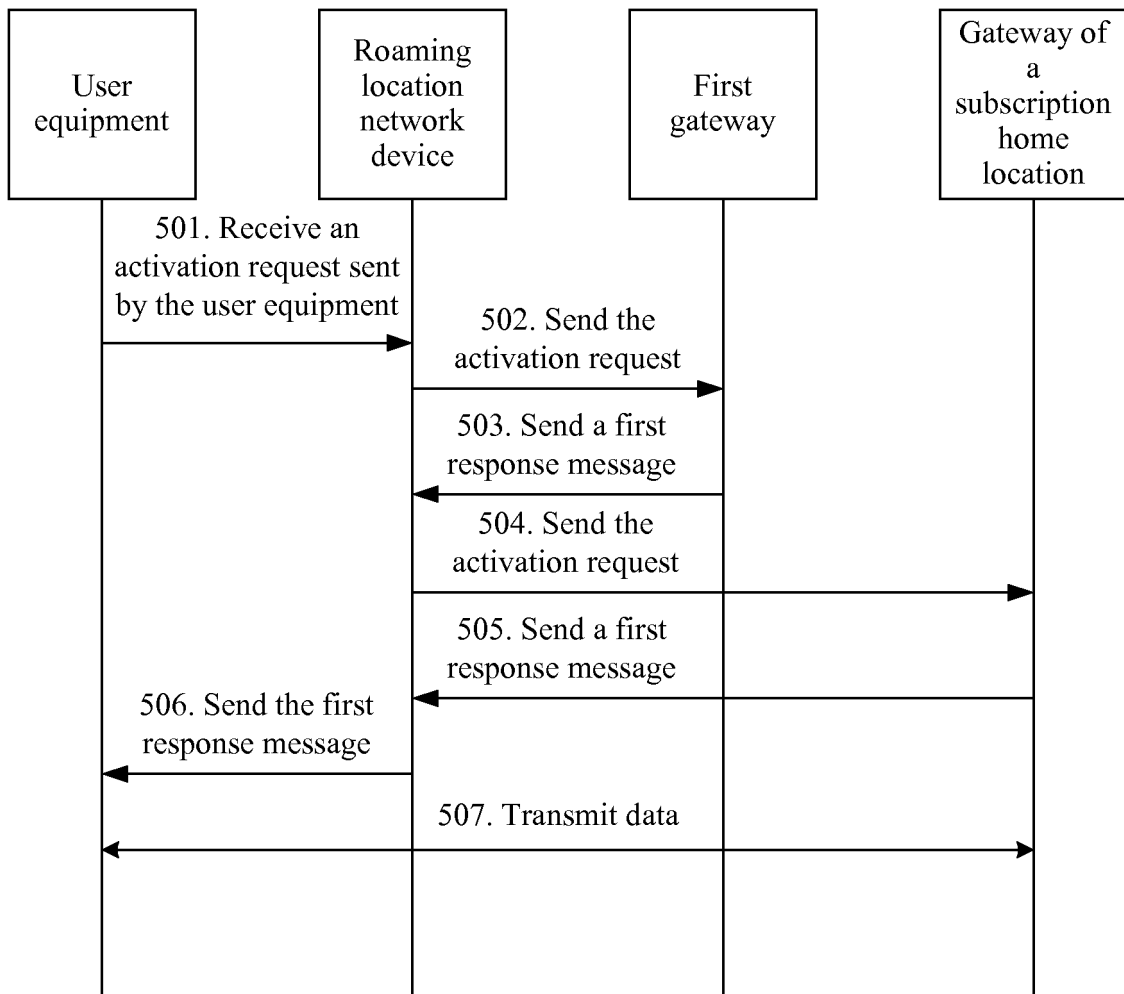 User
equipment
Roaming
location
network
device
First
gateway
Gateway of
a
subscription
home
location
501. Receive an
activation request sent
by the user equipment
502. Send the
activation request
503. Send a first
response message
504. Send the
activation request
505. Send a first
response message
506. Send the first
response message
507. Transmit data